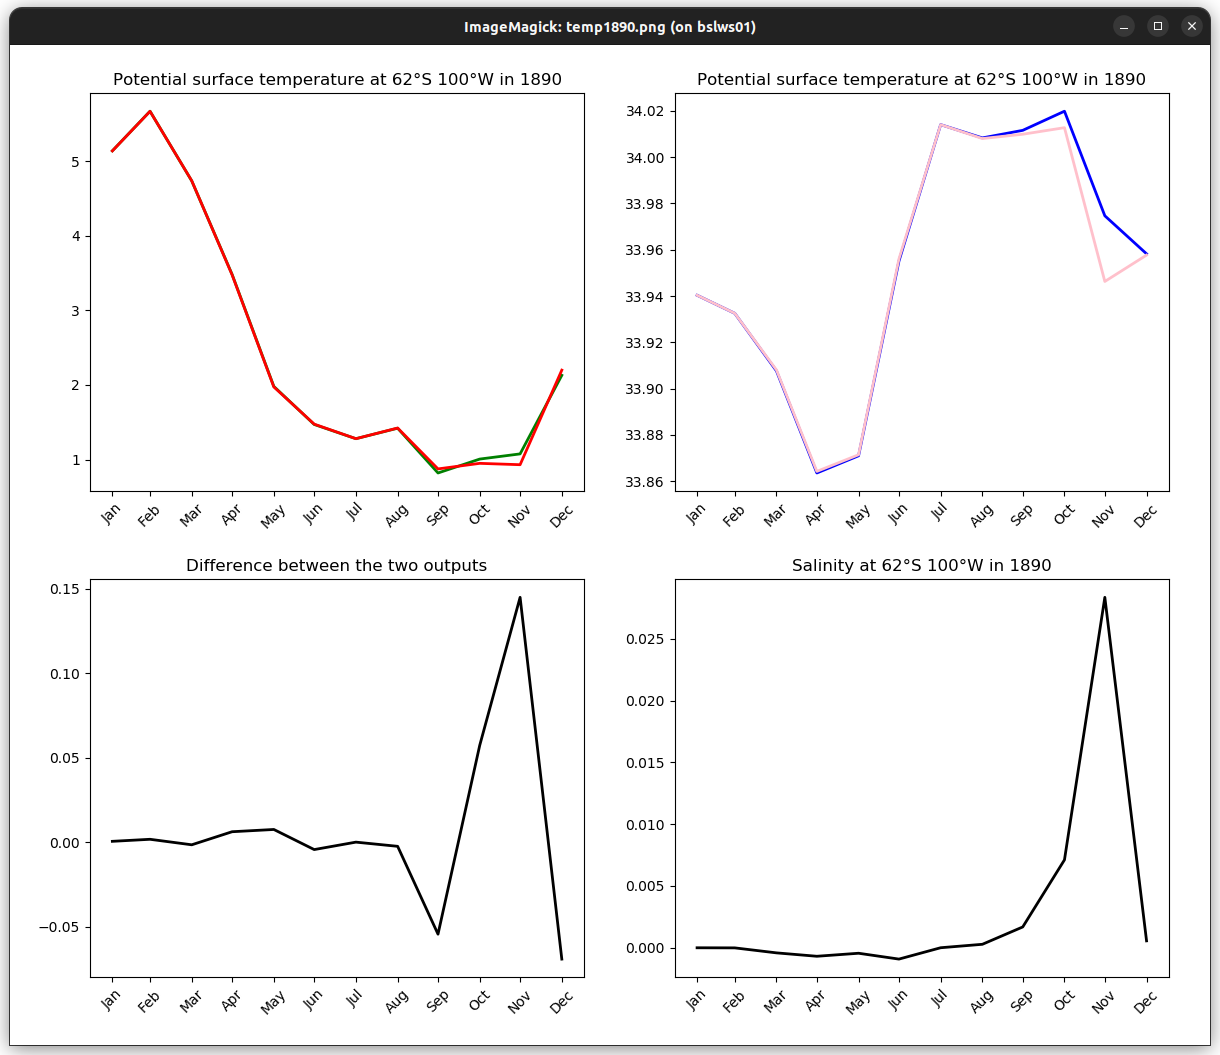 ImageMagick: temp1890.png (on bslws01)
Potential surface temperature at 62°S 100°W in 1890
5
4
3
2
1
Jan Feb Mar Apr May Jun Jul Aug Sep Oct Nov Dec
Potential surface temperature at 62°S 100°W in 1890
34.02
34.00
33.98
33.96
33.94
33.92
33.90
33.88
33.86
Jan Feb Mar Apr May Jun Jul Aug Sep Oct Nov Dec
Difference between the two outputs
0.15
0.10
0.05
0.00
−0.05
Jan Feb Mar Apr May Jun Jul Aug Sep Oct Nov Dec
Salinity at 62°S 100°W in 1890
0.025
0.020
0.015
0.010
0.005
0.000
Jan Feb Mar Apr May Jun Jul Aug Sep Oct Nov Dec